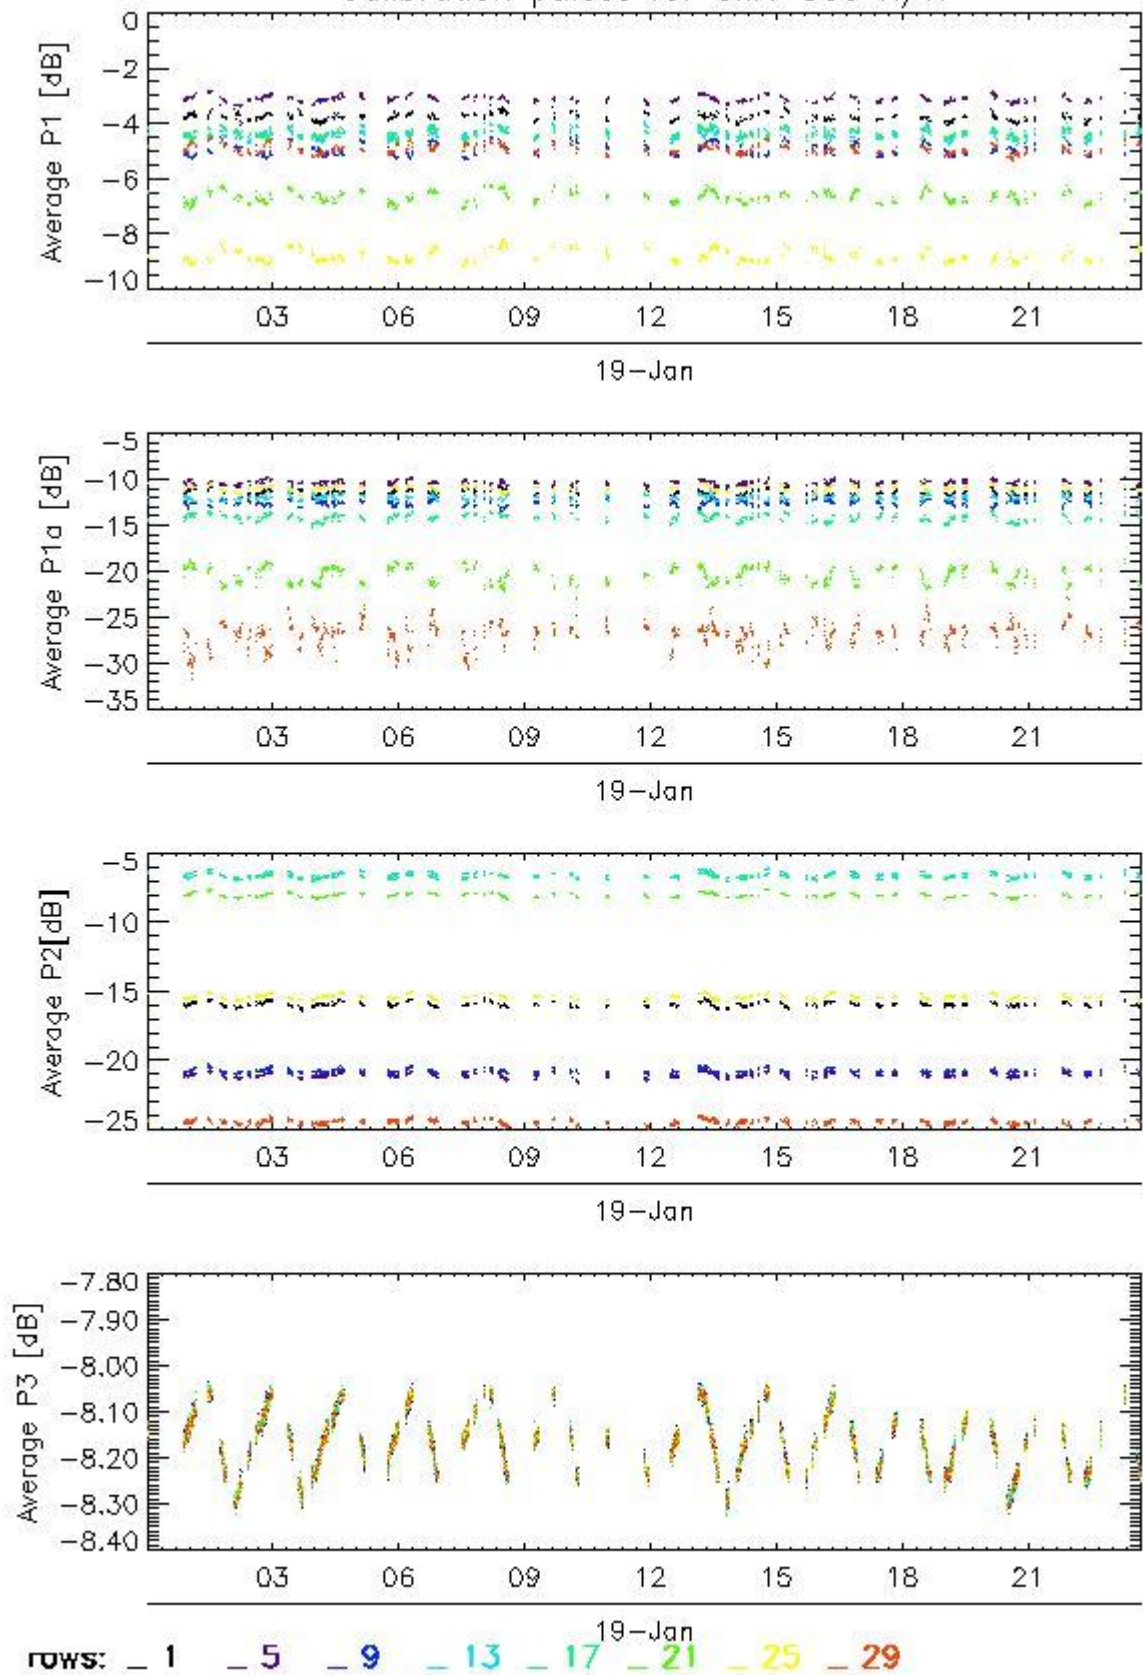 0
-2
-4
-6
-8
-10
Average P1 [dB]
03 06 09 12 15 18 21
19-Jan
-5
-10
-15
-20
-25
-30
-35
Average P1a [dB]
03 06 09 12 15 18 21
19-Jan
-5
-10
-15
-20
-25
Average P2[dB]
03 06 09 12 15 18 21
19-Jan
-7.80
-7.90
-8.00
-8.10
-8.20
-8.30
-8.40
Average P3 [dB]
03 06 09 12 15 18 21
19-Jan
rows: _ 1 _ 5 _ 9 _ 13 _ 17 _ 21 _ 25 _ 29